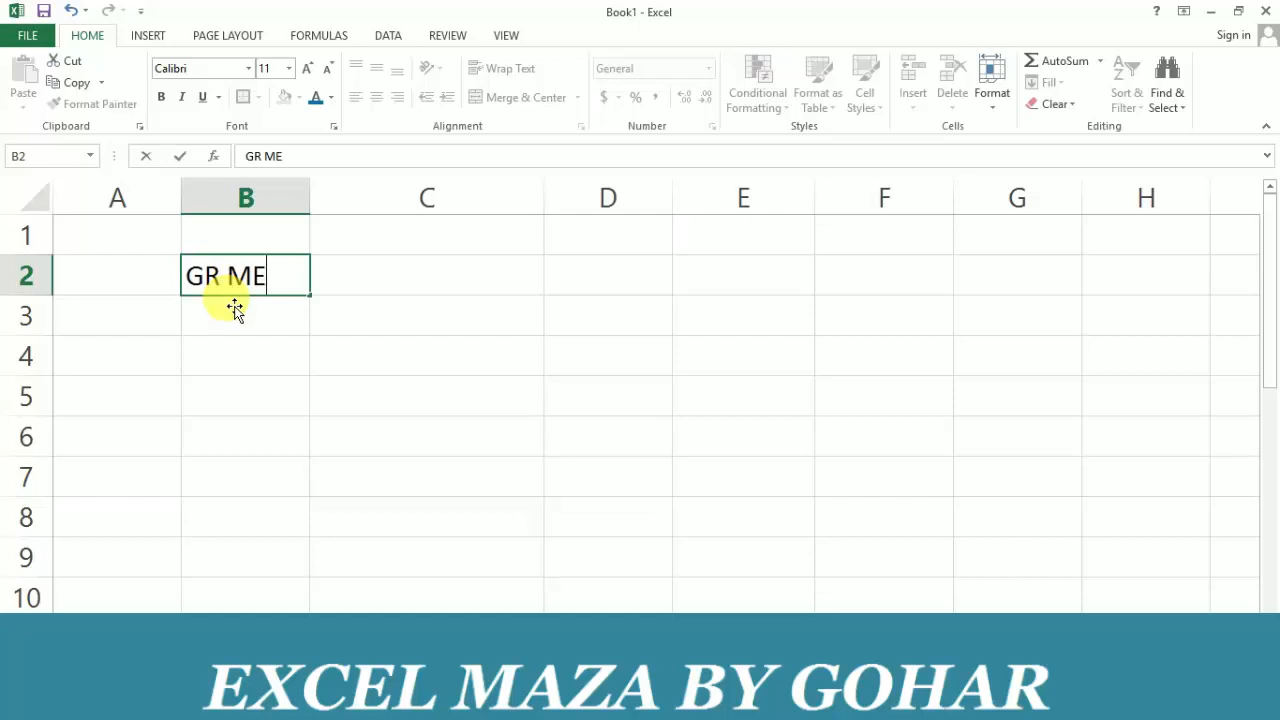 Book1 - Excel
?
FILE HOME INSERT PAGE LAYOUT FORMULAS DATA REVIEW VIEW Sign in
Paste
Cut
Copy
Format Painter
Clipboard
Calibri 11
B I U A
Font
Wrap Text
Merge & Center
Alignment
General
$ % ,
Number
Conditional Formatting
Format as Table
Cell Styles
Styles
Insert Delete Format
Cells
AutoSum
Fill
Clear
Sort & Filter
Find & Select
Editing
B2 fx GR ME
A B C D E F G H
1
2 GR ME
3
4
5
6
7
8
9
10
EXCEL MAZA BY GOHAR